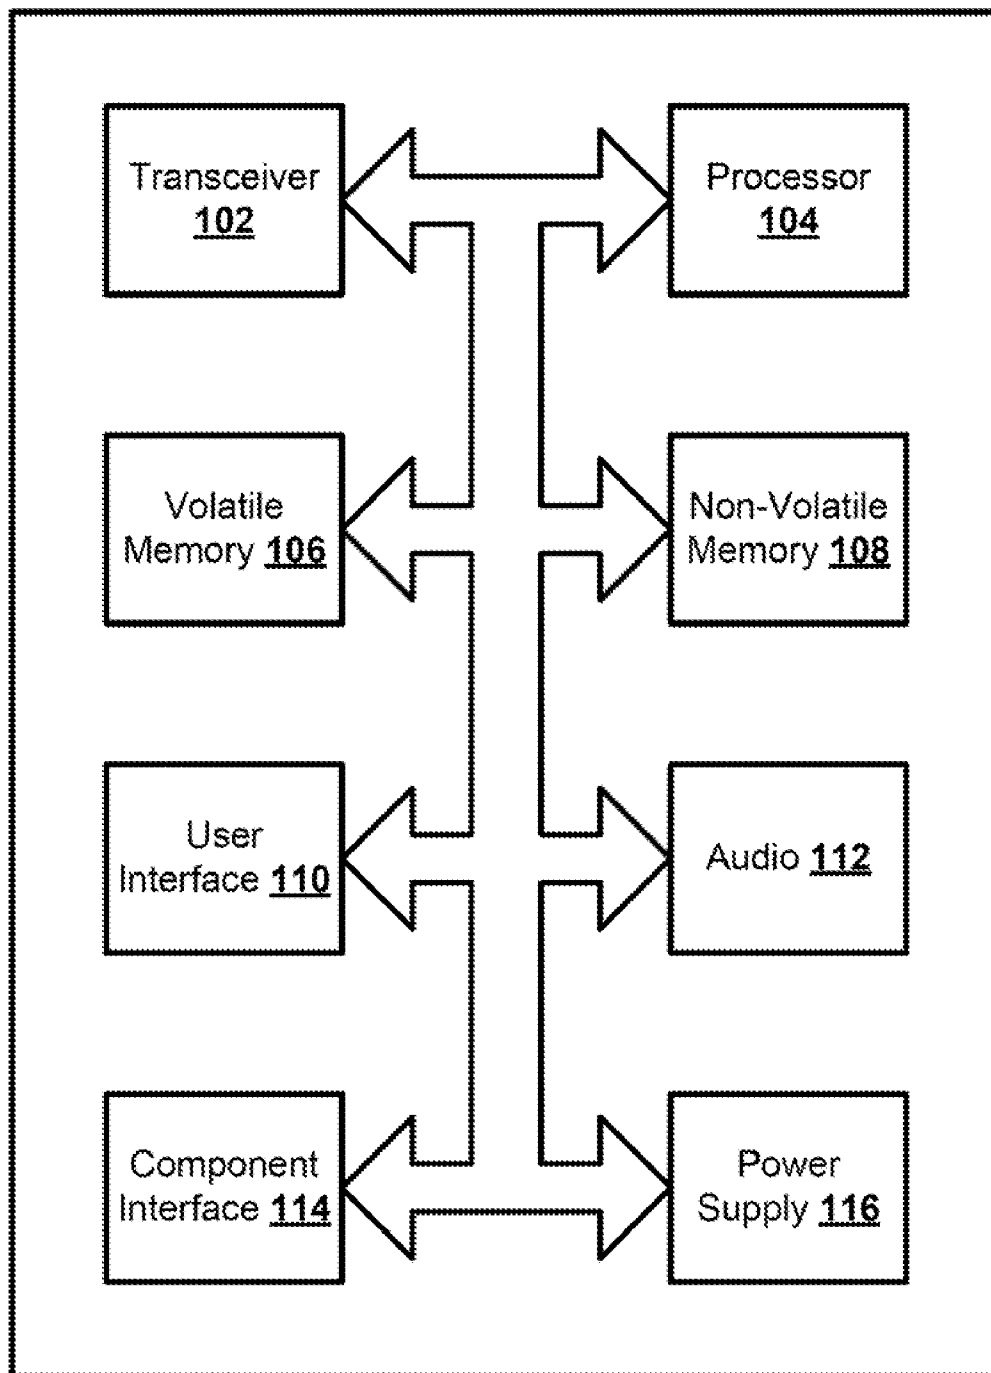 Transceiver
102
Processor
104
Volatile
Memory 106
Non-Volatile
Memory 108
User
Interface 110
Audio 112
Component
Interface 114
Power
Supply 116